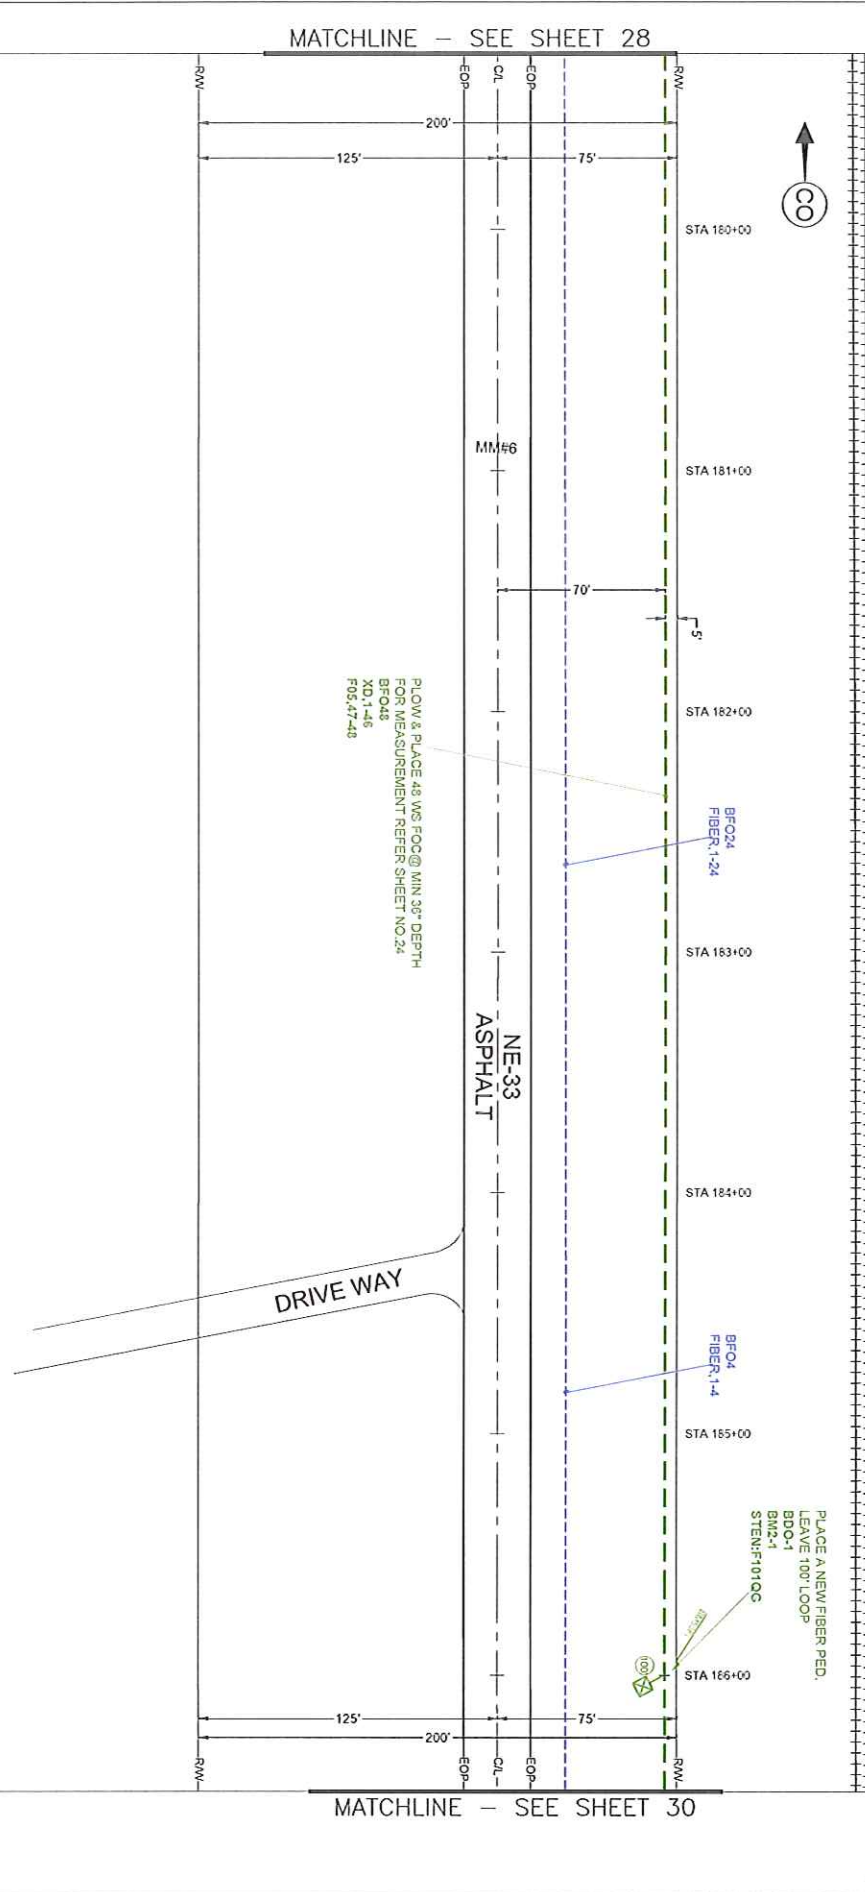 MATCHLINE - SEE SHEET 28
R/W
EOP
C/L
EOP
R/W
200'
125'
75'
CO
STA 180+00
MM#6
STA 181+00
70'
5'
STA 182+00
PLOW & PLACE 48 WS FOC@ MIN 36" DEPTH
FOR MEASUREMENT REFER SHEET NO.24
BFO48
XD,1-46
F05,47-48
BFO24
FIBER,1-24
STA 183+00
NE-33
ASPHALT
STA 184+00
DRIVE WAY
BFO4
FIBER,1-4
STA 185+00
PLACE A NEW FIBER PED.
LEAVE 100' LOOP
BDO-1
BM2-1
STEN:F101QG
100'
STA 186+00
125'
75'
200'
R/W
EOP
C/L
EOP
R/W
MATCHLINE - SEE SHEET 30